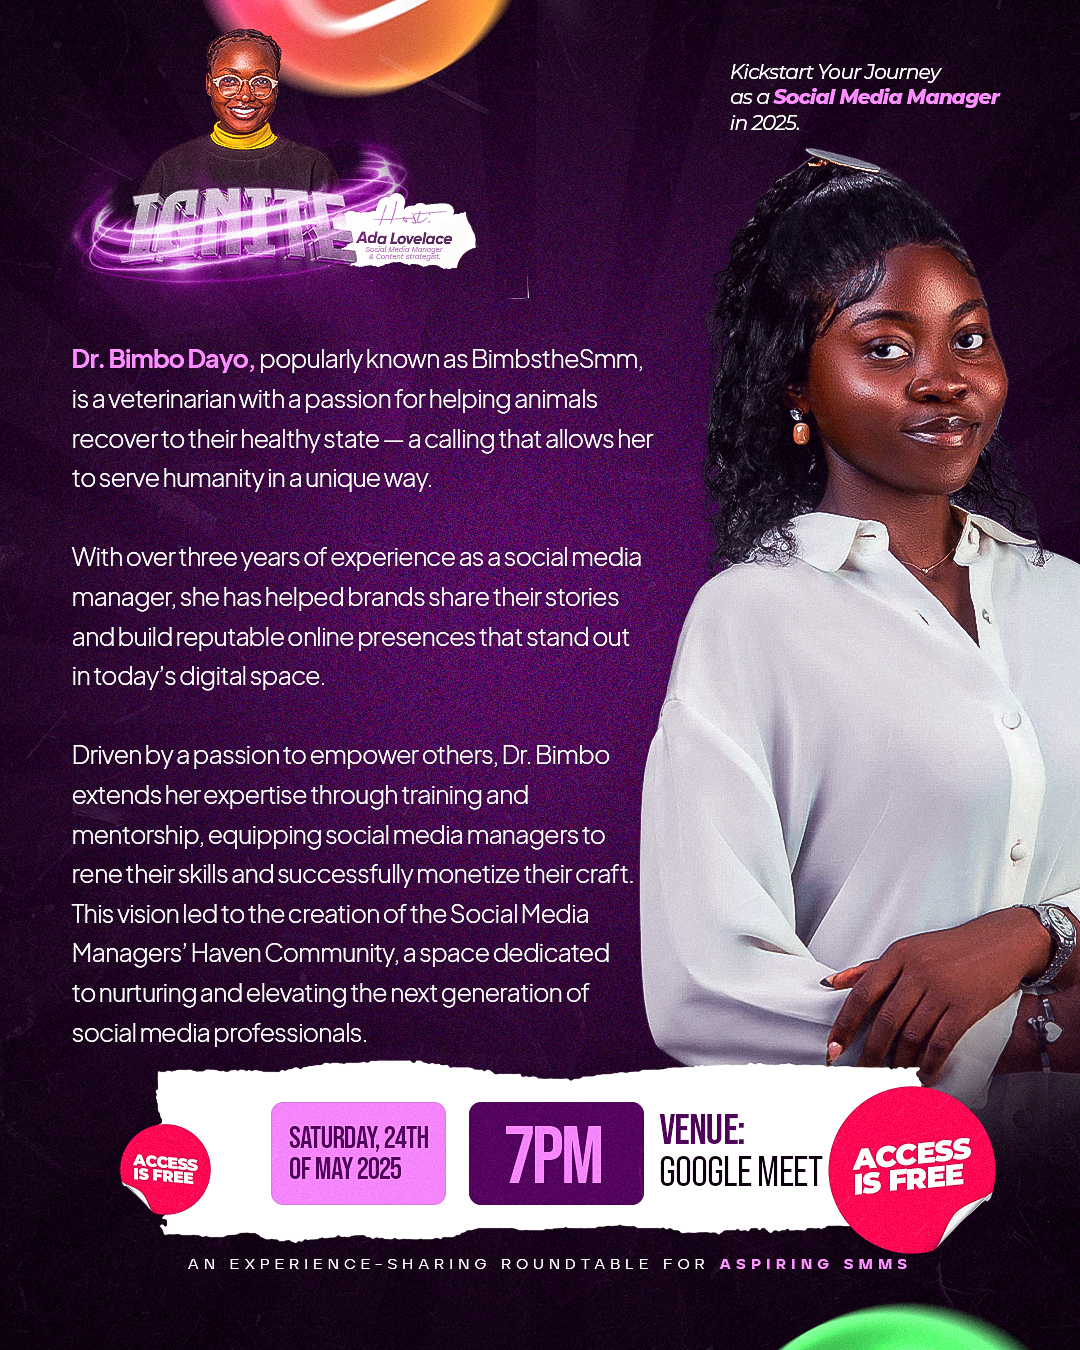 Kickstart Your Journey
as a Social Media Manager
in 2025.
IGNITE
Host:
Ada Lovelace
Social Media Manager
& Content strategist.
Dr. Bimbo Dayo, popularly known as BimbstheSmm,
is a veterinarian with a passion for helping animals
recover to their healthy state — a calling that allows her
to serve humanity in a unique way.
With over three years of experience as a social media
manager, she has helped brands share their stories
and build reputable online presences that stand out
in today’s digital space.
Driven by a passion to empower others, Dr. Bimbo
extends her expertise through training and
mentorship, equipping social media managers to
rene their skills and successfully monetize their craft.
This vision led to the creation of the Social Media
Managers’ Haven Community, a space dedicated
to nurturing and elevating the next generation of
social media professionals.
ACCESS
IS FREE
SATURDAY, 24TH
OF MAY 2025
7PM
VENUE:
GOOGLE MEET
ACCESS
IS FREE
AN EXPERIENCE-SHARING ROUNDTABLE FOR ASPIRING SMMS